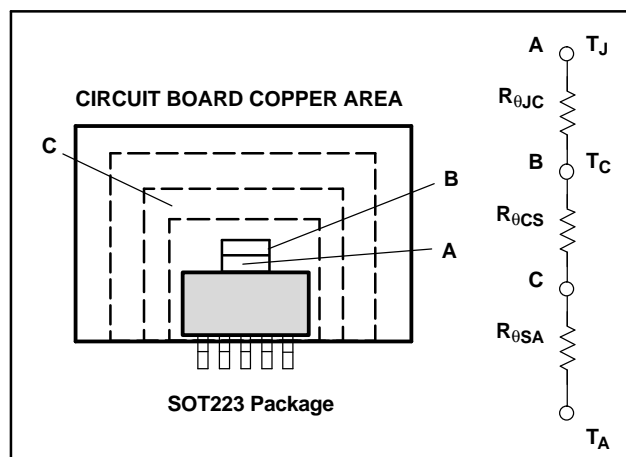 CIRCUIT BOARD COPPER AREA
C
B
A
SOT223 Package
A TJ
RθJC
B TC
RθCS
C
RθSA
TA